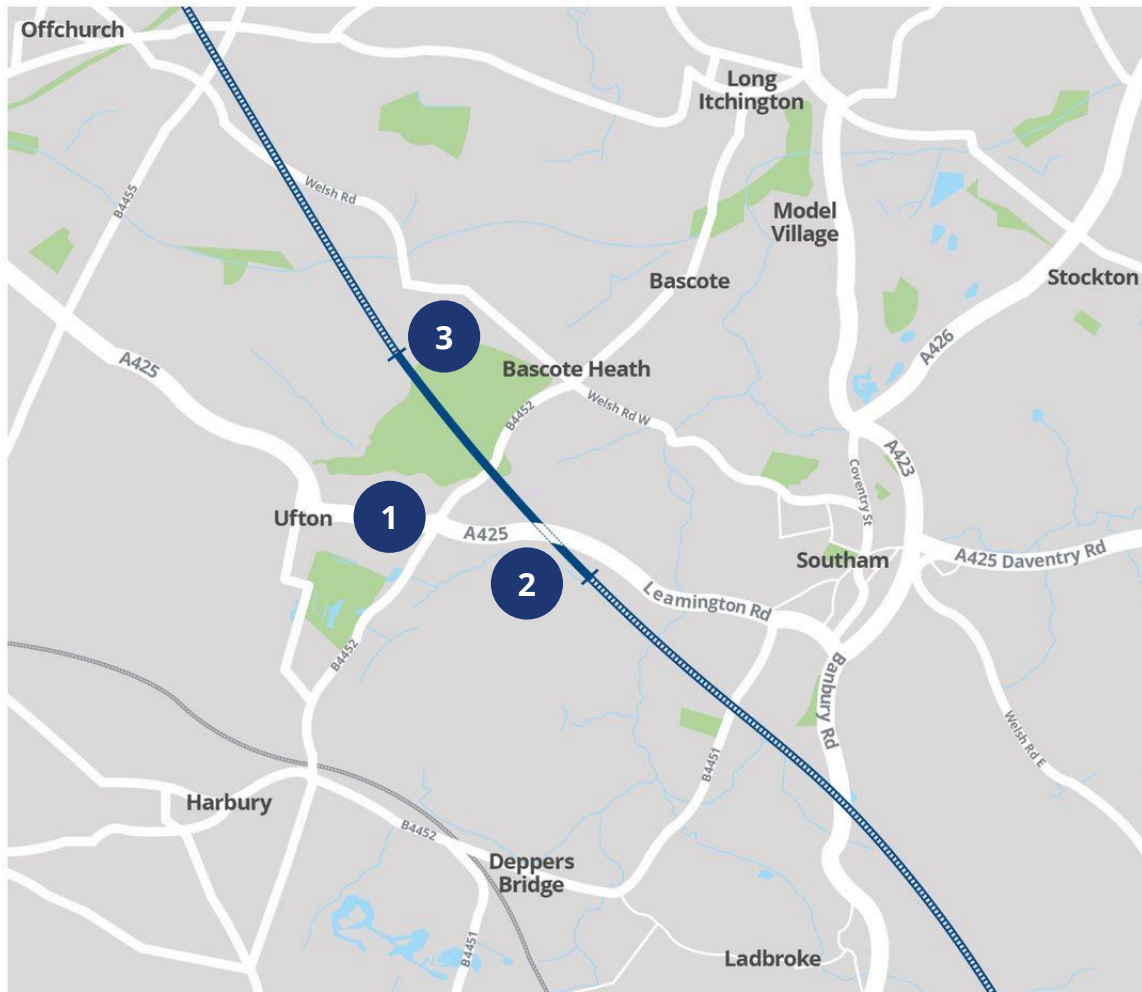 Offchurch
Long
Itchington
B4455
Welsh Rd
Model
Village
Bascote
Stockton
3
A425
A426
Bascote Heath
B4452
Welsh Rd W
A423
Coventry St
1
Ufton
A425
A425 Daventry Rd
Southam
2
Leamington Rd
B4452
Banbury Rd
Welsh Rd E
B4451
Harbury
B4452
Deppers
Bridge
B4451
Ladbroke